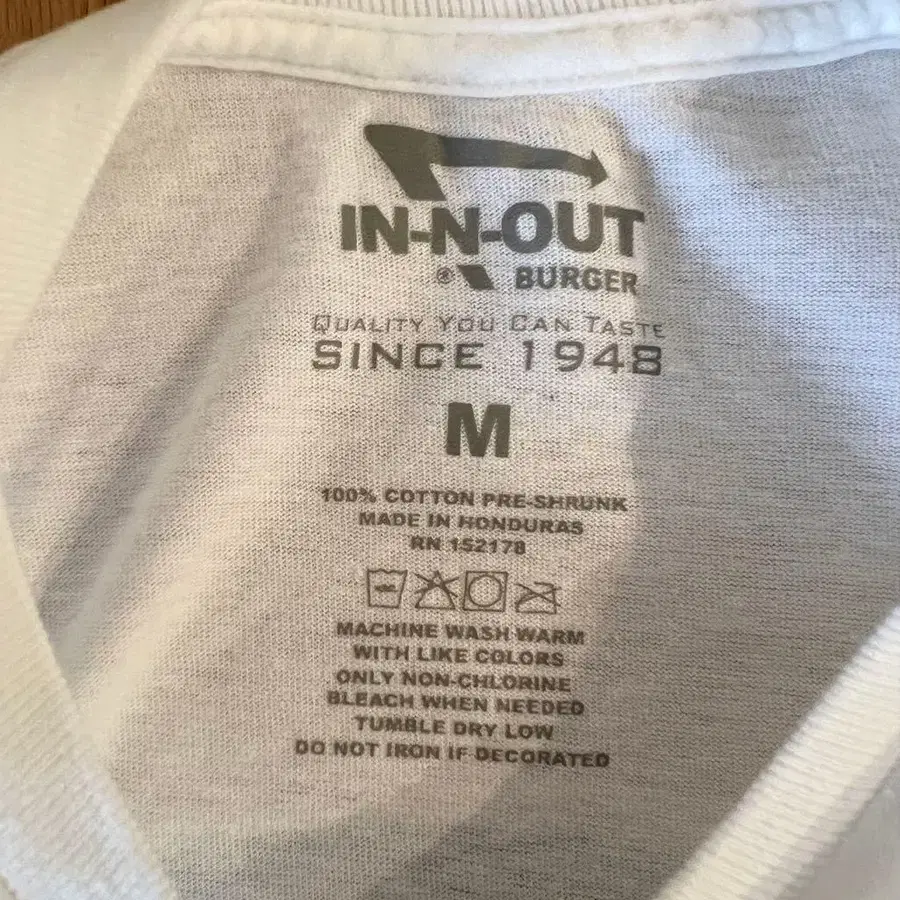 IN-N-OUT
® BURGER
QUALITY YOU CAN TASTE
SINCE 1948
M
100% COTTON PRE-SHRUNK
MADE IN HONDURAS
RN 152178
MACHINE WASH WARM
WITH LIKE COLORS
ONLY NON-CHLORINE
BLEACH WHEN NEEDED
TUMBLE DRY LOW
DO NOT IRON IF DECORATED